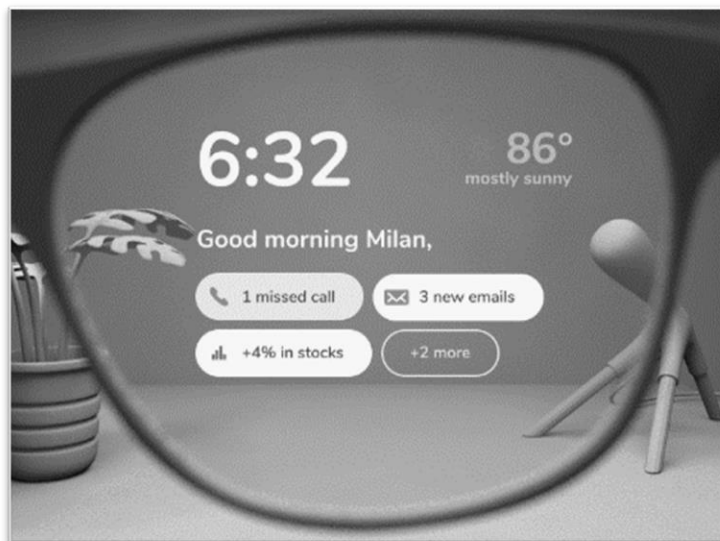 6:32
86°
mostly sunny
Good morning Milan,
1 missed call
3 new emails
+4% in stocks
+2 more